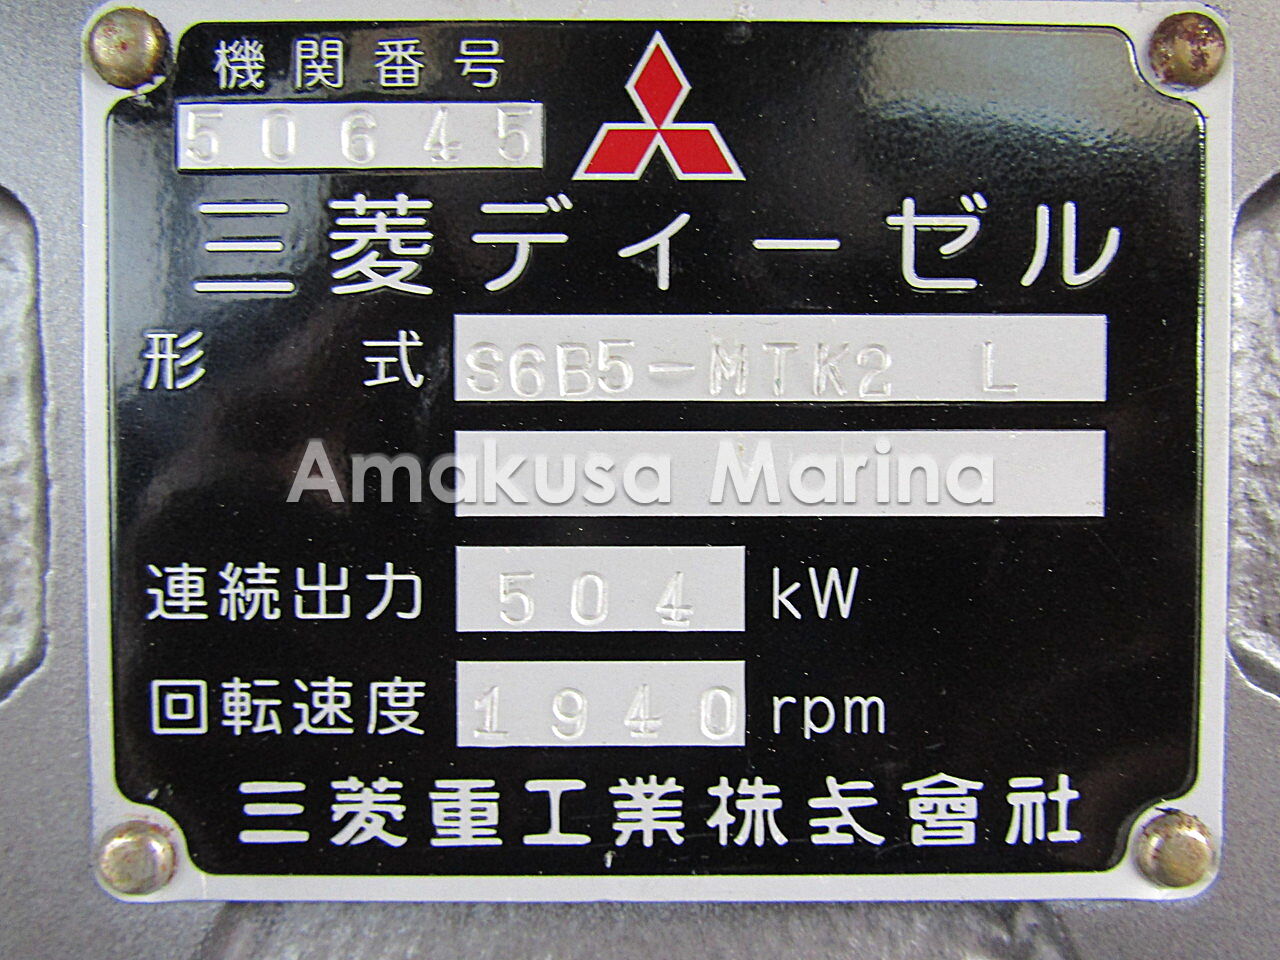 機関番号
50645
三菱ディーゼル
形式 S6B5-MTK2 L
Amakusa Marina
連続出力 504 kW
回転速度 1940 rpm
三菱重工業株式會社